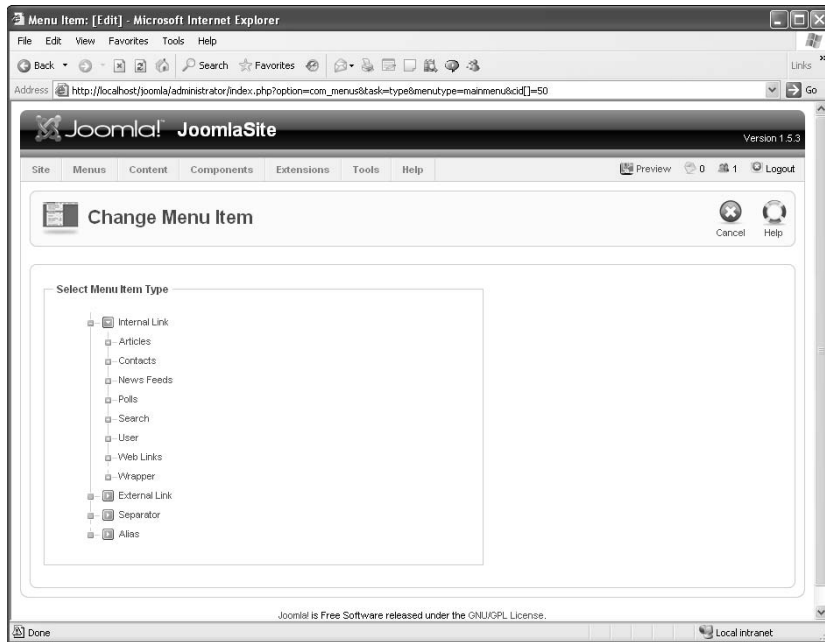 Menu Item: [Edit] - Microsoft Internet Explorer
File Edit View Favorites Tools Help
Back Search Favorites Links »
Address http://localhost/joomla/administrator/index.php?option=com_menus&task=type&menutype=mainmenu&cid[]=50 Go
Joomla! JoomlaSite
Version 1.5.3
Site Menus Content Components Extensions Tools Help Preview 0 1 Logout
Change Menu Item
Cancel Help
Select Menu Item Type
Internal Link
Articles
Contacts
News Feeds
Polls
Search
User
Web Links
Wrapper
External Link
Separator
Alias
Joomla! is Free Software released under the GNU/GPL License.
Done Local intranet